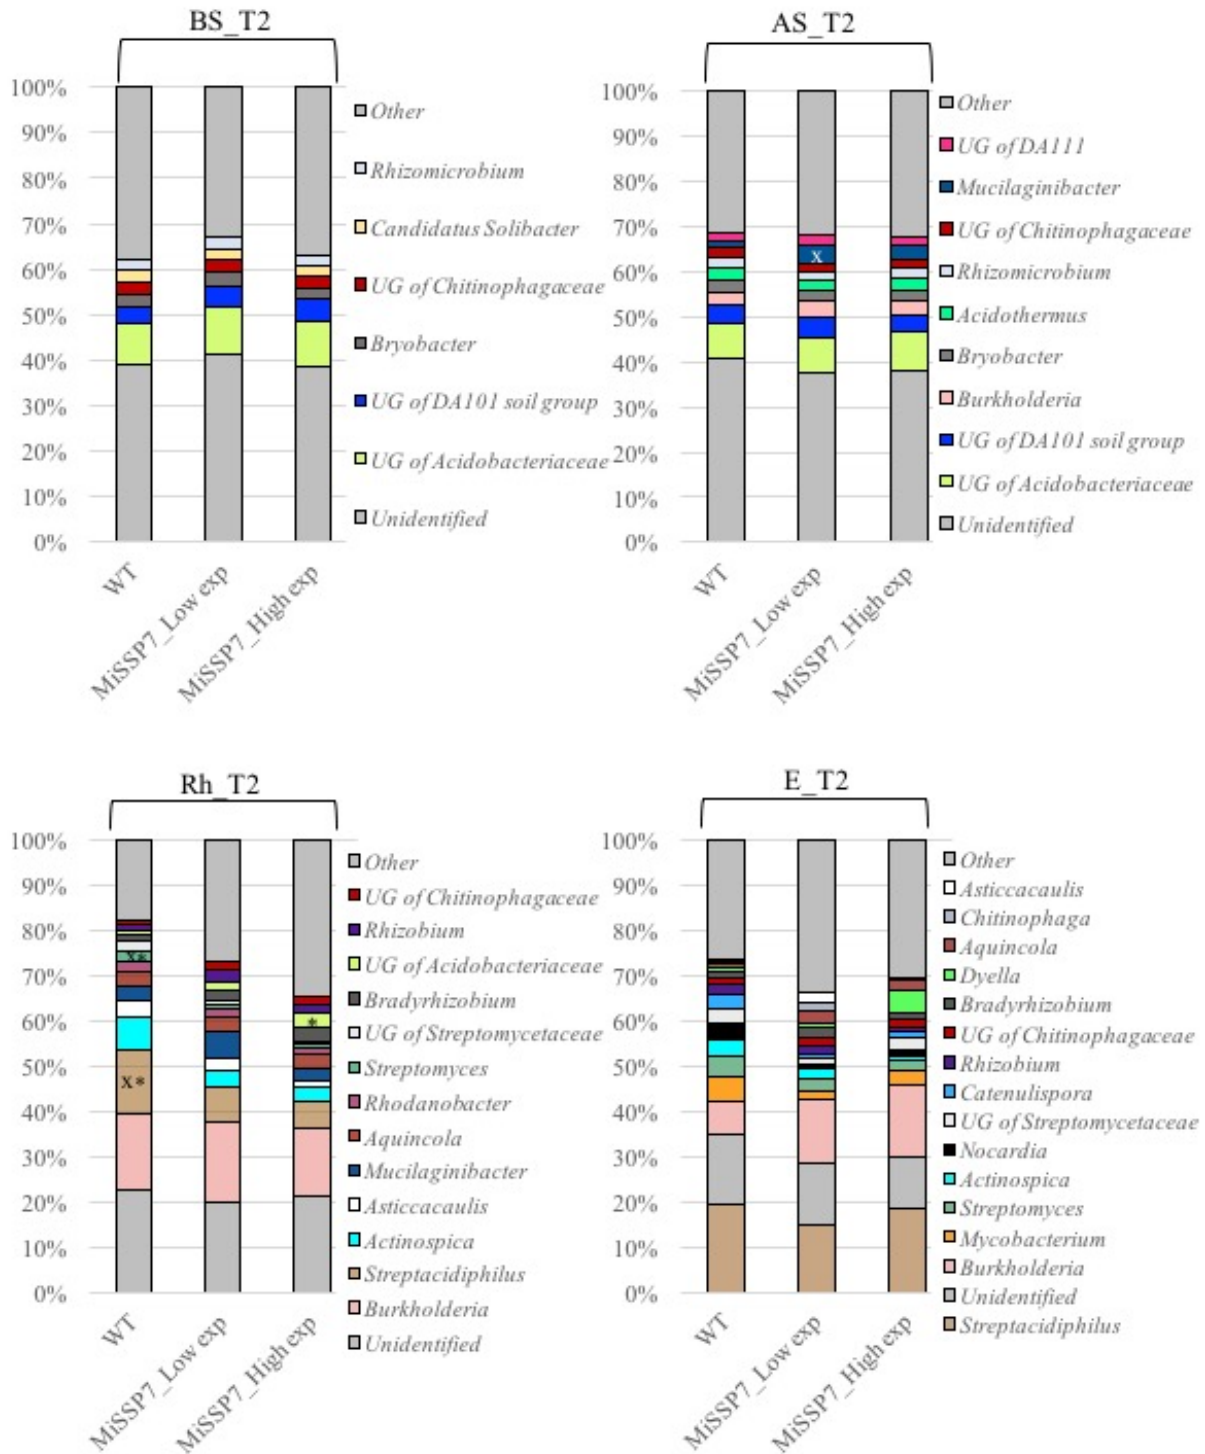 BS_T2
100%
90%
80%
70%
60%
50%
40%
30%
20%
10%
0%
WT
MiSSP7_Low exp
MiSSP7_High exp
Other
Rhizomicrobium
Candidatus Solibacter
UG of Chitinophagaceae
Bryobacter
UG of DA101 soil group
UG of Acidobacteriaceae
Unidentified
AS_T2
100%
90%
80%
70%
60%
50%
40%
30%
20%
10%
0%
x
WT
MiSSP7_Low exp
MiSSP7_High exp
Other
UG of DA111
Mucilaginibacter
UG of Chitinophagaceae
Rhizomicrobium
Acidothermus
Bryobacter
Burkholderia
UG of DA101 soil group
UG of Acidobacteriaceae
Unidentified
Rh_T2
100%
90%
80%
70%
60%
50%
40%
30%
20%
10%
0%
x*
x*
*
WT
MiSSP7_Low exp
MiSSP7_High exp
Other
UG of Chitinophagaceae
Rhizobium
UG of Acidobacteriaceae
Bradyrhizobium
UG of Streptomycetaceae
Streptomyces
Rhodanobacter
Aquincola
Mucilaginibacter
Asticcacaulis
Actinospica
Streptacidiphilus
Burkholderia
Unidentified
E_T2
100%
90%
80%
70%
60%
50%
40%
30%
20%
10%
0%
WT
MiSSP7_Low exp
MiSSP7_High exp
Other
Asticcacaulis
Chitinophaga
Aquincola
Dyella
Bradyrhizobium
UG of Chitinophagaceae
Rhizobium
Catenulispora
UG of Streptomycetaceae
Nocardia
Actinospica
Streptomyces
Mycobacterium
Burkholderia
Unidentified
Streptacidiphilus